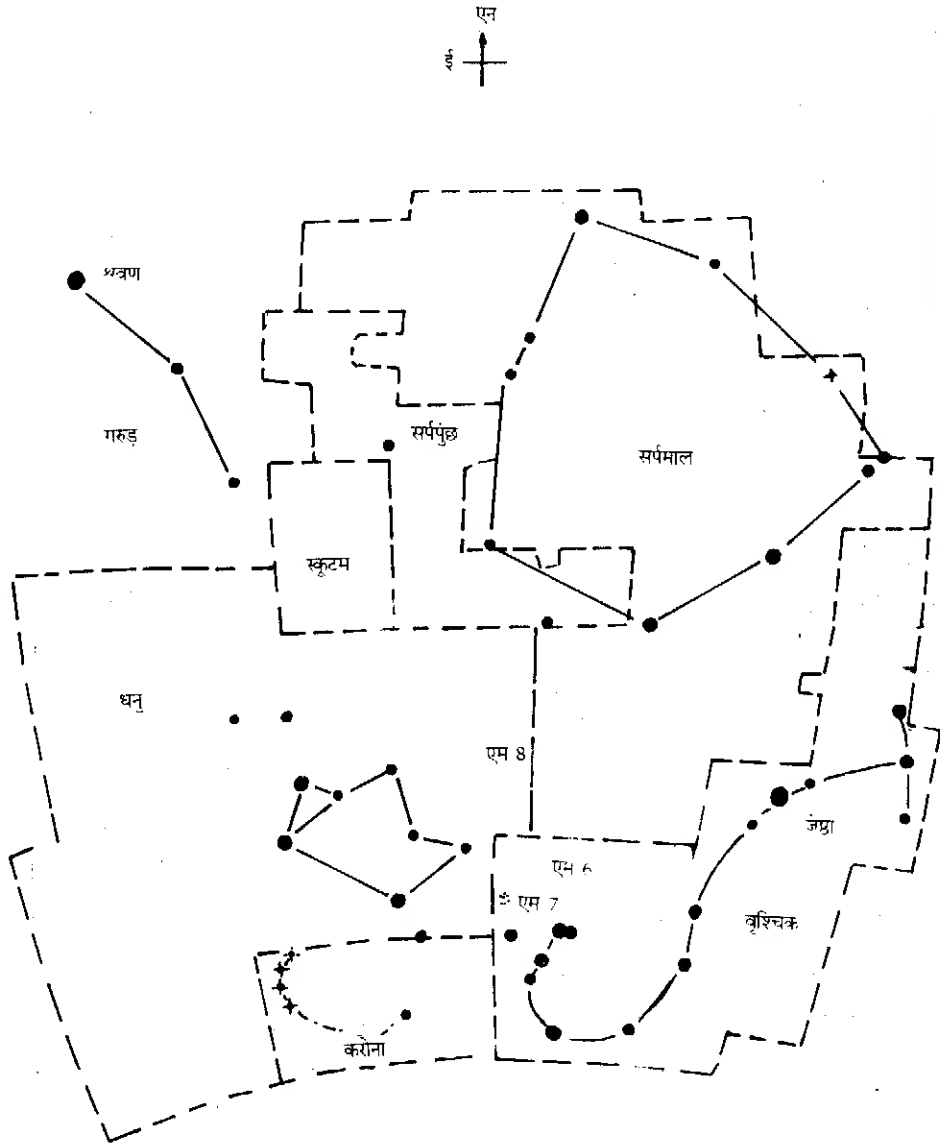 एन
ई
श्रवण
गरुड़
सर्पपुंछ
सर्पमाल
स्कूटम
धनु
एम 8
जेष्ठा
एम 6
एम 7
वृश्चिक
करोना